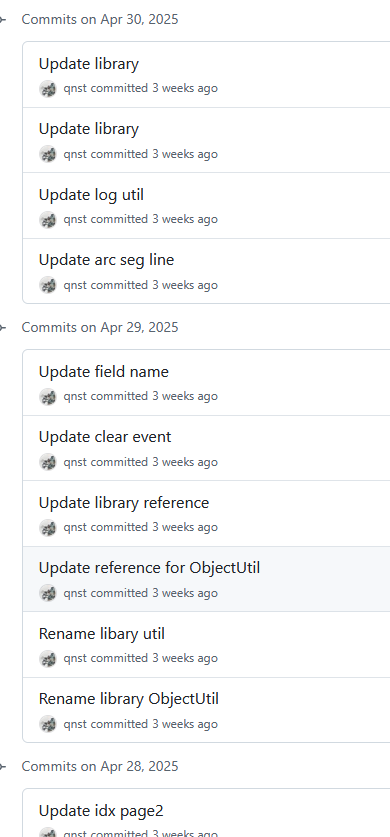 Commits on Apr 30, 2025
Update library
qnst committed 3 weeks ago
Update library
qnst committed 3 weeks ago
Update log util
qnst committed 3 weeks ago
Update arc seg line
qnst committed 3 weeks ago
Commits on Apr 29, 2025
Update field name
qnst committed 3 weeks ago
Update clear event
qnst committed 3 weeks ago
Update library reference
qnst committed 3 weeks ago
Update reference for ObjectUtil
qnst committed 3 weeks ago
Rename libary util
qnst committed 3 weeks ago
Rename library ObjectUtil
qnst committed 3 weeks ago
Commits on Apr 28, 2025
Update idx page2
qnst committed 3 weeks ago